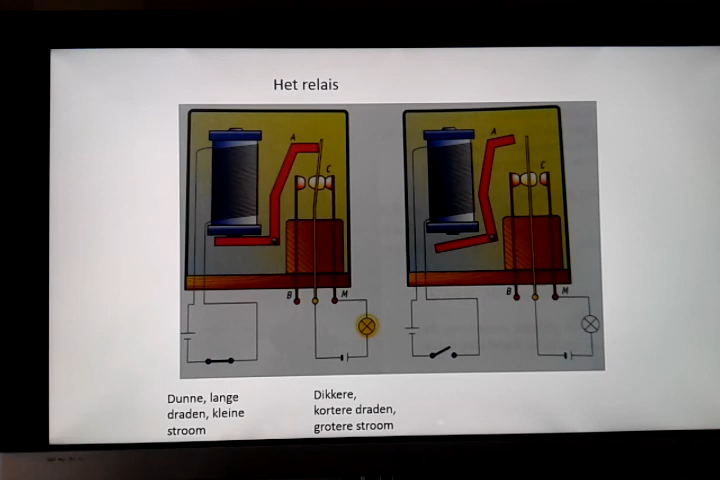 Het relais
A
C
B
M
A
C
B
M
Dunne, lange
draden, kleine
stroom
Dikkere,
kortere draden,
grotere stroom